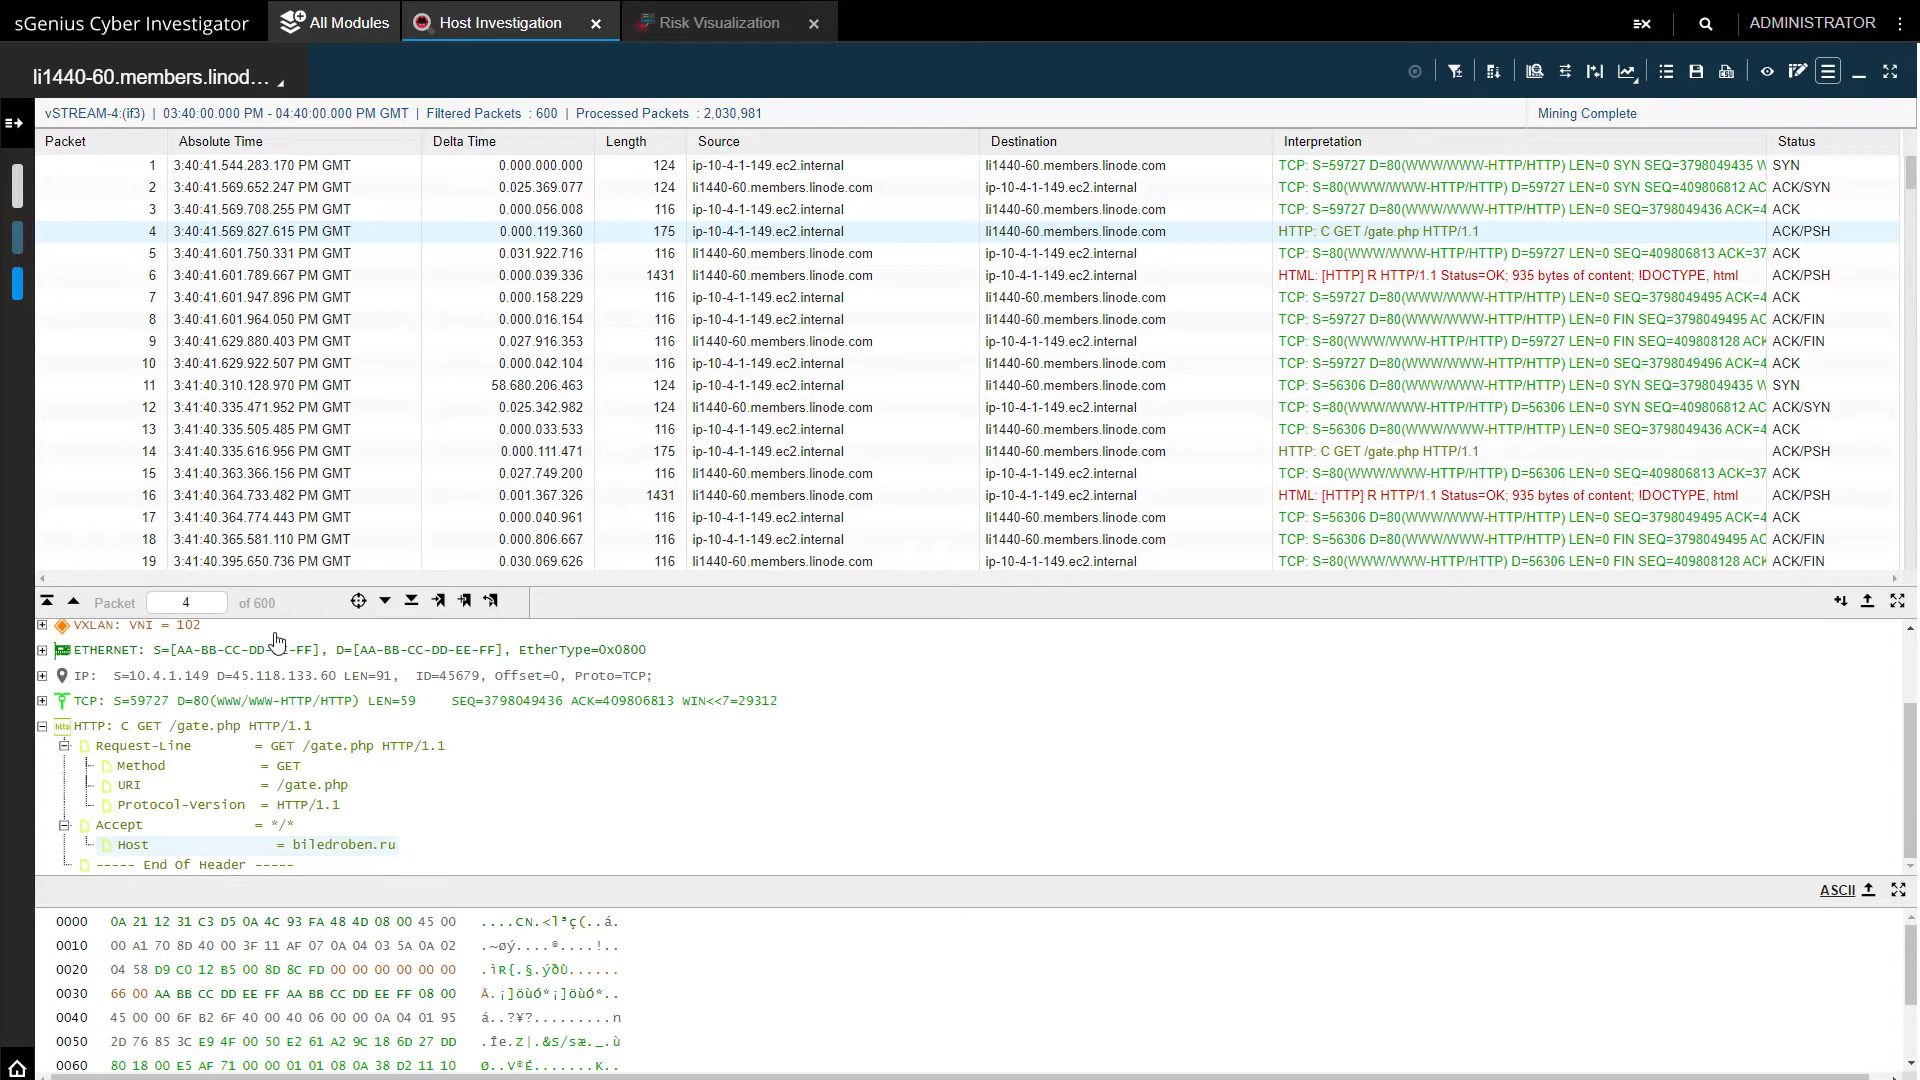 sGenius Cyber Investigator All Modules Host Investigation × Risk Visualization × ADMINISTRATOR
li1440-60.members.linod...
vSTREAM-4:(if3) | 03:40:00.000 PM - 04:40:00.000 PM GMT | Filtered Packets : 600 | Processed Packets : 2,030,981 Mining Complete
Packet Absolute Time Delta Time Length Source Destination Interpretation Status
1 3:40:41.544.283.170 PM GMT 0.000.000.000 124 ip-10-4-1-149.ec2.internal li1440-60.members.linode.com TCP: S=59727 D=80(WWW/WWW-HTTP/HTTP) LEN=0 SYN SEQ=3798049435 W SYN
2 3:40:41.569.652.247 PM GMT 0.025.369.077 124 li1440-60.members.linode.com ip-10-4-1-149.ec2.internal TCP: S=80(WWW/WWW-HTTP/HTTP) D=59727 LEN=0 SYN SEQ=409806812 AC ACK/SYN
3 3:40:41.569.708.255 PM GMT 0.000.056.008 116 ip-10-4-1-149.ec2.internal li1440-60.members.linode.com TCP: S=59727 D=80(WWW/WWW-HTTP/HTTP) LEN=0 SEQ=3798049436 ACK=4 ACK
4 3:40:41.569.827.615 PM GMT 0.000.119.360 175 ip-10-4-1-149.ec2.internal li1440-60.members.linode.com HTTP: C GET /gate.php HTTP/1.1 ACK/PSH
5 3:40:41.601.750.331 PM GMT 0.031.922.716 116 li1440-60.members.linode.com ip-10-4-1-149.ec2.internal TCP: S=80(WWW/WWW-HTTP/HTTP) D=59727 LEN=0 SEQ=409806813 ACK=37 ACK
6 3:40:41.601.789.667 PM GMT 0.000.039.336 1431 li1440-60.members.linode.com ip-10-4-1-149.ec2.internal HTML: [HTTP] R HTTP/1.1 Status=OK; 935 bytes of content; !DOCTYPE, html ACK/PSH
7 3:40:41.601.947.896 PM GMT 0.000.158.229 116 ip-10-4-1-149.ec2.internal li1440-60.members.linode.com TCP: S=59727 D=80(WWW/WWW-HTTP/HTTP) LEN=0 SEQ=3798049495 ACK=4 ACK
8 3:40:41.601.964.050 PM GMT 0.000.016.154 116 ip-10-4-1-149.ec2.internal li1440-60.members.linode.com TCP: S=59727 D=80(WWW/WWW-HTTP/HTTP) LEN=0 FIN SEQ=3798049495 AC ACK/FIN
9 3:40:41.629.880.403 PM GMT 0.027.916.353 116 li1440-60.members.linode.com ip-10-4-1-149.ec2.internal TCP: S=80(WWW/WWW-HTTP/HTTP) D=59727 LEN=0 FIN SEQ=409808128 ACK ACK/FIN
10 3:40:41.629.922.507 PM GMT 0.000.042.104 116 ip-10-4-1-149.ec2.internal li1440-60.members.linode.com TCP: S=59727 D=80(WWW/WWW-HTTP/HTTP) LEN=0 SEQ=3798049496 ACK=4 ACK
11 3:41:40.310.128.970 PM GMT 58.680.206.463 124 ip-10-4-1-149.ec2.internal li1440-60.members.linode.com TCP: S=56306 D=80(WWW/WWW-HTTP/HTTP) LEN=0 SYN SEQ=3798049435 W SYN
12 3:41:40.335.471.952 PM GMT 0.025.342.982 124 li1440-60.members.linode.com ip-10-4-1-149.ec2.internal TCP: S=80(WWW/WWW-HTTP/HTTP) D=56306 LEN=0 SYN SEQ=409806812 AC ACK/SYN
13 3:41:40.335.505.485 PM GMT 0.000.033.533 116 ip-10-4-1-149.ec2.internal li1440-60.members.linode.com TCP: S=56306 D=80(WWW/WWW-HTTP/HTTP) LEN=0 SEQ=3798049436 ACK=4 ACK
14 3:41:40.335.616.956 PM GMT 0.000.111.471 175 ip-10-4-1-149.ec2.internal li1440-60.members.linode.com HTTP: C GET /gate.php HTTP/1.1 ACK/PSH
15 3:41:40.363.366.156 PM GMT 0.027.749.200 116 li1440-60.members.linode.com ip-10-4-1-149.ec2.internal TCP: S=80(WWW/WWW-HTTP/HTTP) D=56306 LEN=0 SEQ=409806813 ACK=37 ACK
16 3:41:40.364.733.482 PM GMT 0.001.367.326 1431 li1440-60.members.linode.com ip-10-4-1-149.ec2.internal HTML: [HTTP] R HTTP/1.1 Status=OK; 935 bytes of content; !DOCTYPE, html ACK/PSH
17 3:41:40.364.774.443 PM GMT 0.000.040.961 116 ip-10-4-1-149.ec2.internal li1440-60.members.linode.com TCP: S=56306 D=80(WWW/WWW-HTTP/HTTP) LEN=0 SEQ=3798049495 ACK=4 ACK
18 3:41:40.365.581.110 PM GMT 0.000.806.667 116 ip-10-4-1-149.ec2.internal li1440-60.members.linode.com TCP: S=56306 D=80(WWW/WWW-HTTP/HTTP) LEN=0 FIN SEQ=3798049495 AC ACK/FIN
19 3:41:40.395.650.736 PM GMT 0.030.069.626 116 li1440-60.members.linode.com ip-10-4-1-149.ec2.internal TCP: S=80(WWW/WWW-HTTP/HTTP) D=56306 LEN=0 FIN SEQ=409808128 ACK ACK/FIN
Packet 4 of 600
VXLAN: VNI = 102
ETHERNET: S=[AA-BB-CC-DD- -FF], D=[AA-BB-CC-DD-EE-FF], EtherType=0x0800
IP: S=10.4.1.149 D=45.118.133.60 LEN=91, ID=45679, Offset=0, Proto=TCP;
TCP: S=59727 D=80(WWW/WWW-HTTP/HTTP) LEN=59 SEQ=3798049436 ACK=409806813 WIN<<7=29312
http HTTP: C GET /gate.php HTTP/1.1
Request-Line = GET /gate.php HTTP/1.1
Method = GET
URI = /gate.php
Protocol-Version = HTTP/1.1
Accept = */*
Host = biledroben.ru
----- End Of Header -----
ASCII
0000 0A 21 12 31 C3 D5 0A 4C 93 FA 48 4D 08 00 45 00 ....CN.<l³ç(..á.
0010 00 A1 70 8D 40 00 3F 11 AF 07 0A 04 03 5A 0A 02 .~øý....®....!..
0020 04 58 D9 C0 12 B5 00 8D 8C FD 00 00 00 00 00 00 .ìR{.§.ýðÙ......
0030 66 00 AA BB CC DD EE FF AA BB CC DD EE FF 08 00 Ã.¡]öùÓ*¡]öùÓ*..
0040 45 00 00 6F B2 6F 40 00 40 06 00 00 0A 04 01 95 á..?¥?.........n
0050 2D 76 85 3C E9 4F 00 50 E2 61 A2 9C 18 6D 27 DD .Îe.Z|.&S/sæ._.ù
0060 80 18 00 E5 AF 71 00 00 01 01 08 0A 38 D2 11 10 Ø..V®É.......K..